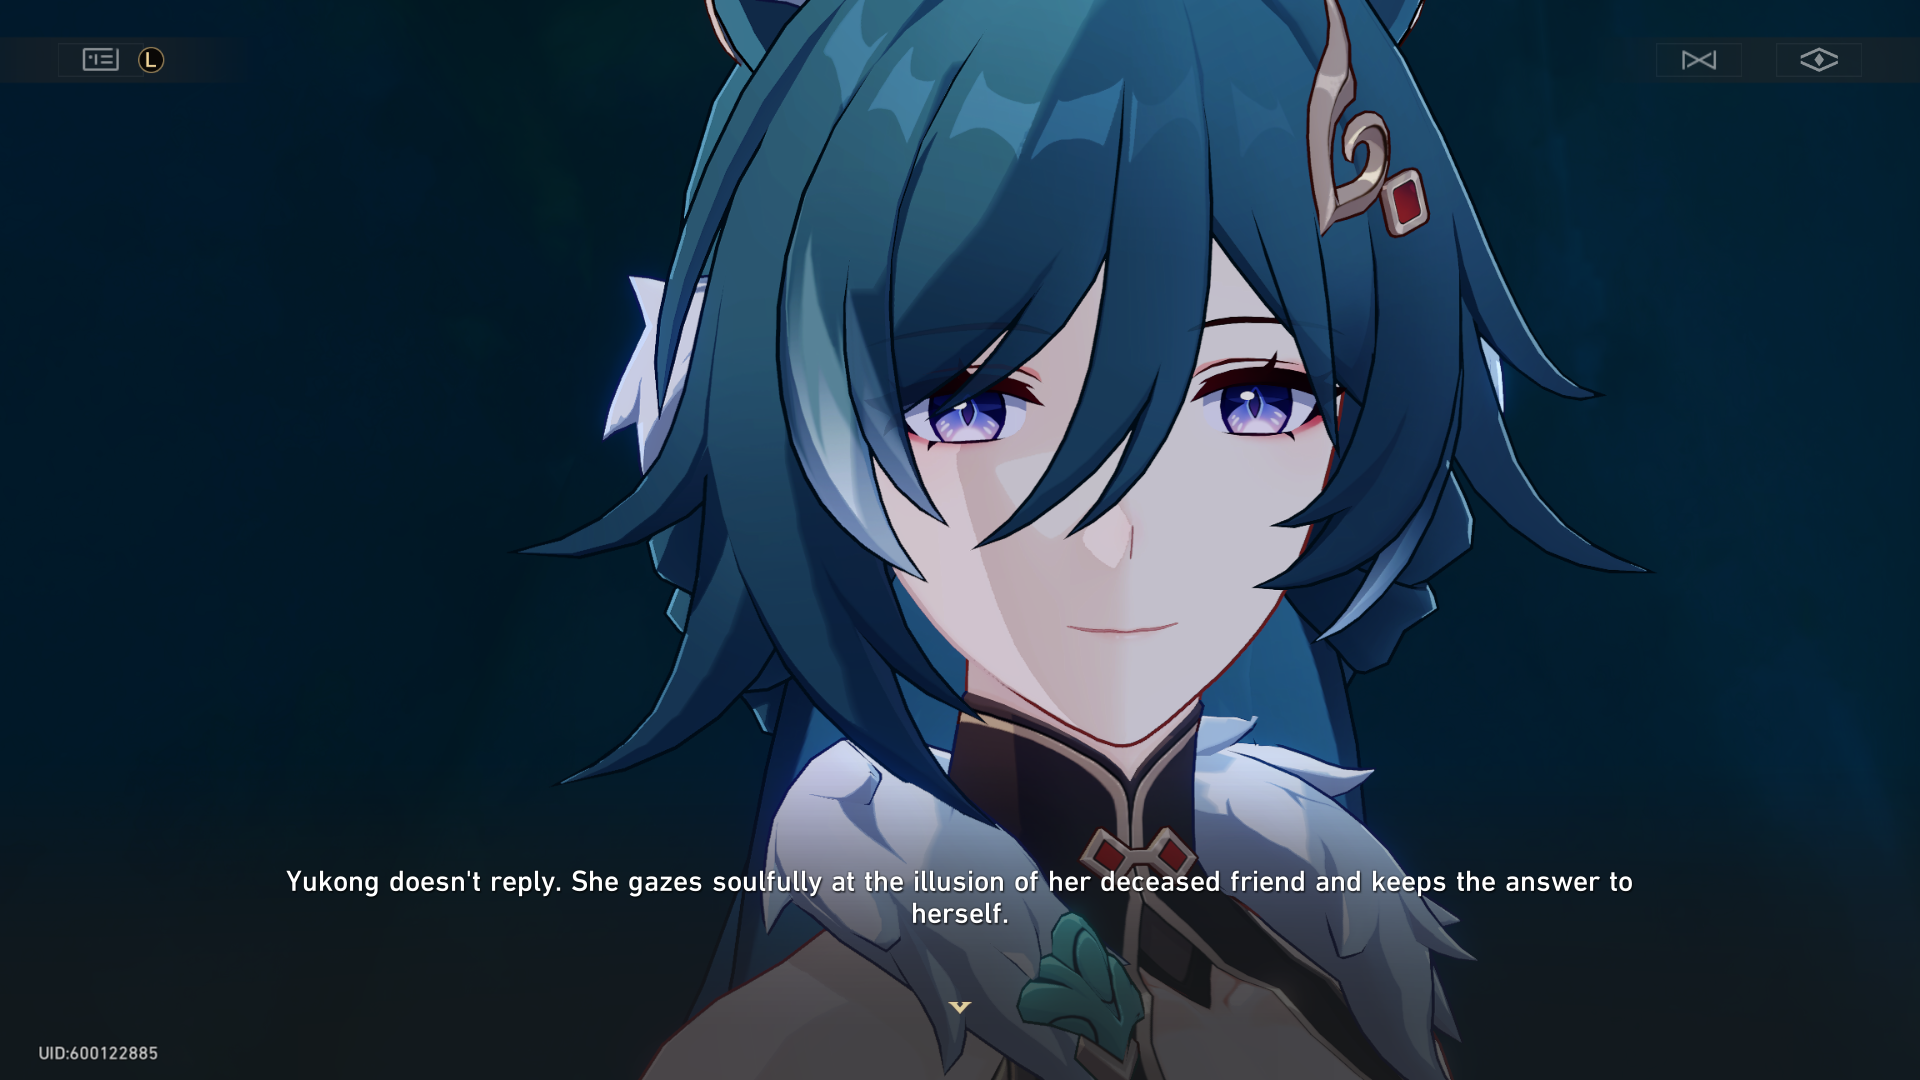 L
Yukong doesn't reply. She gazes soulfully at the illusion of her deceased friend and keeps the answer to
herself.
UID:600122885